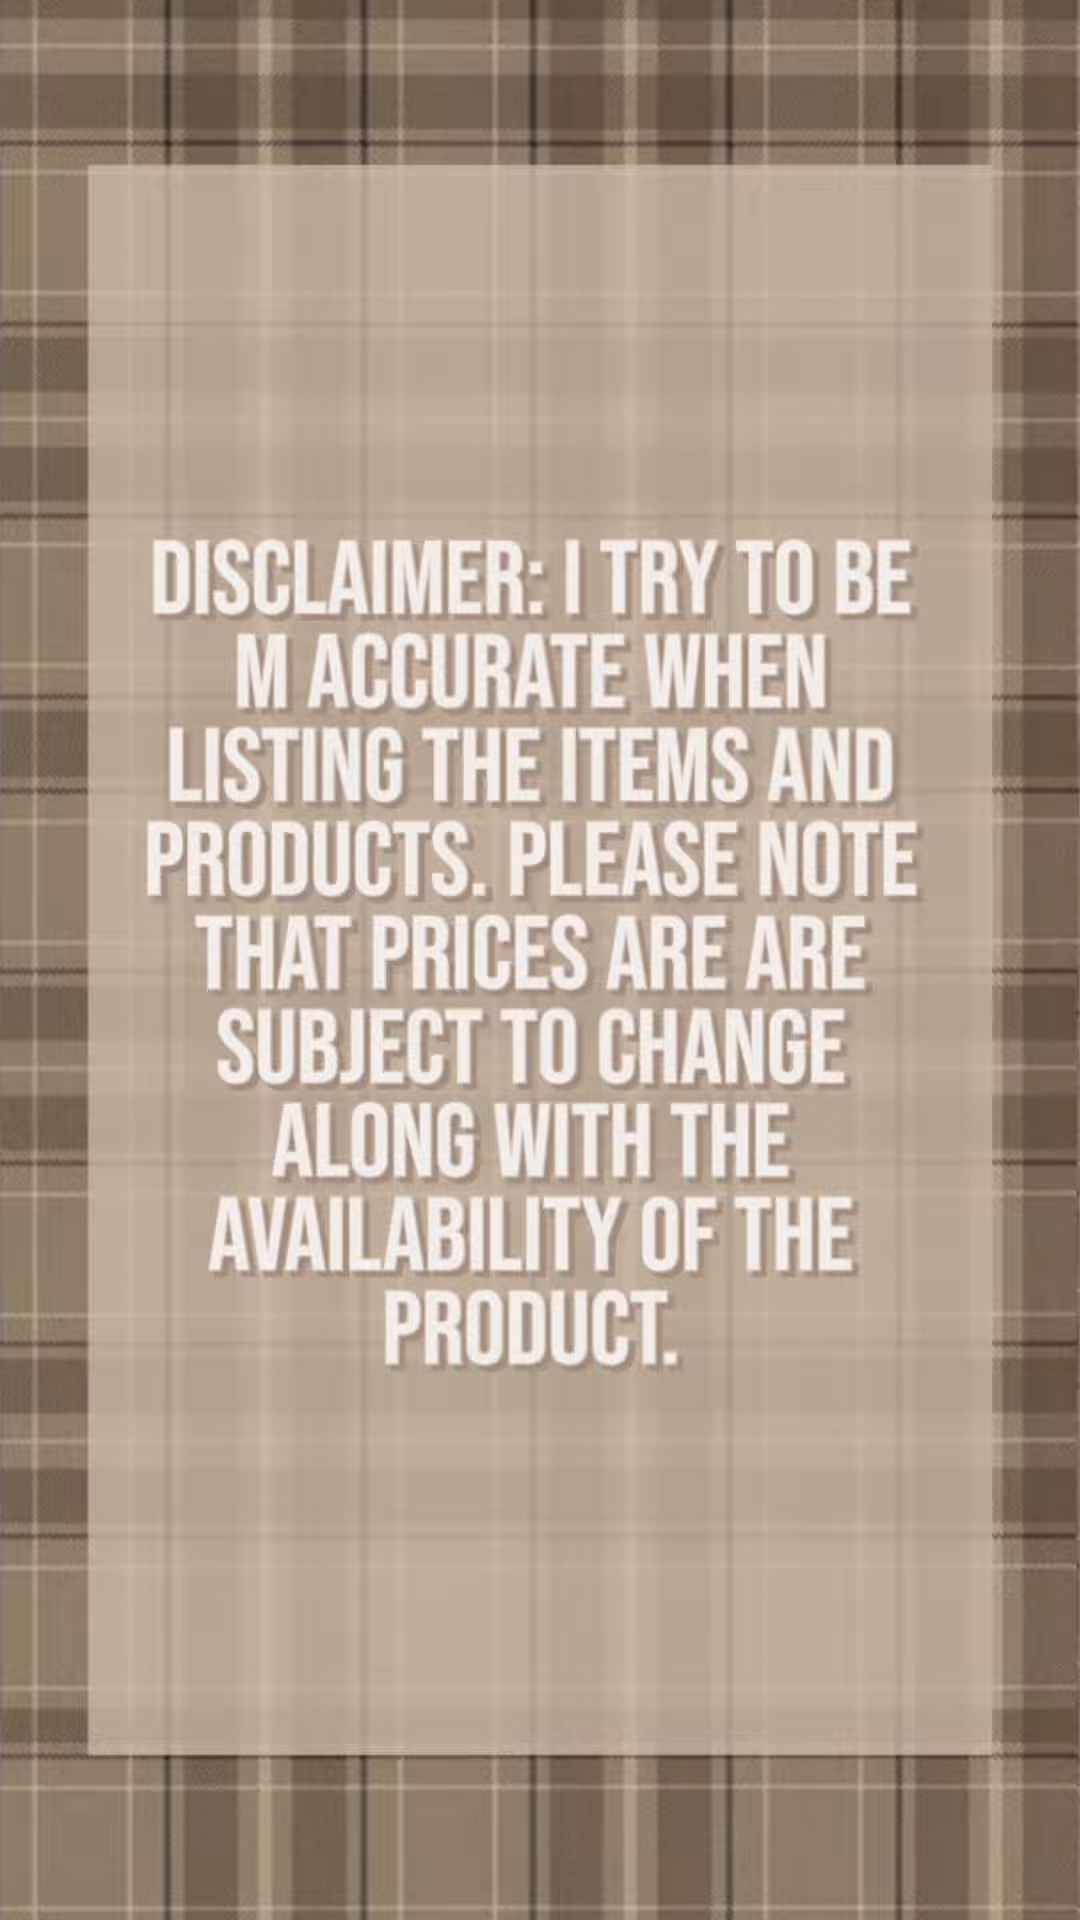 DISCLAIMER: I TRY TO BE
M ACCURATE WHEN
LISTING THE ITEMS AND
PRODUCTS. PLEASE NOTE
THAT PRICES ARE ARE
SUBJECT TO CHANGE
ALONG WITH THE
AVAILABILITY OF THE
PRODUCT.